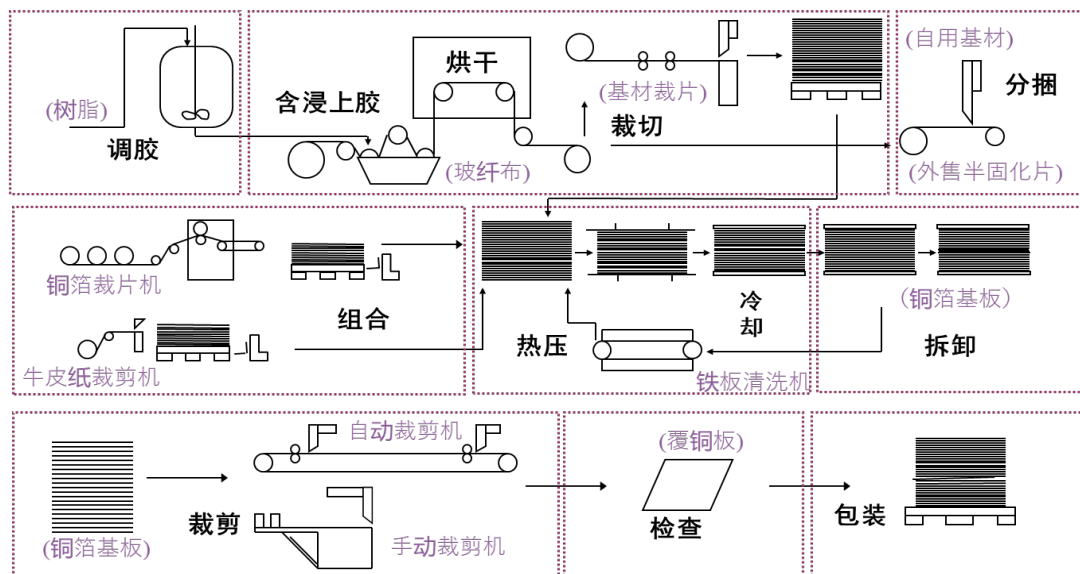 (树脂)
调胶
含浸上胶
烘干
(玻纤布)
(基材裁片)
裁切
(自用基材)
分捆
(外售半固化片)
铜箔裁片机
组合
牛皮纸裁剪机
热压
冷
却
铁板清洗机
(铜箔基板)
拆卸
(铜箔基板)
裁剪
自动裁剪机
手动裁剪机
(覆铜板)
检查
包装